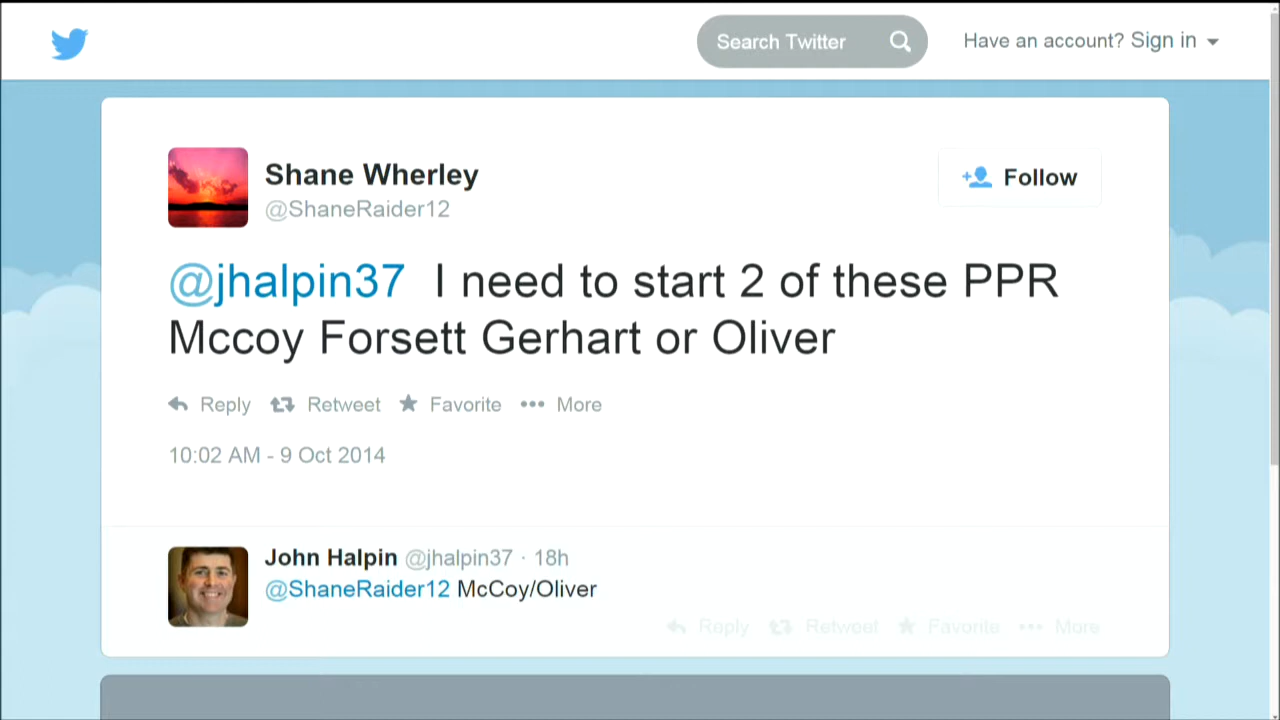 Search Twitter
Have an account? Sign in
Shane Wherley
@ShaneRaider12
Follow
@jhalpin37 I need to start 2 of these PPR
Mccoy Forsett Gerhart or Oliver
Reply Retweet Favorite ••• More
10:02 AM - 9 Oct 2014
John Halpin @jhalpin37 · 18h
@ShaneRaider12 McCoy/Oliver
Reply Retweet Favorite ••• More